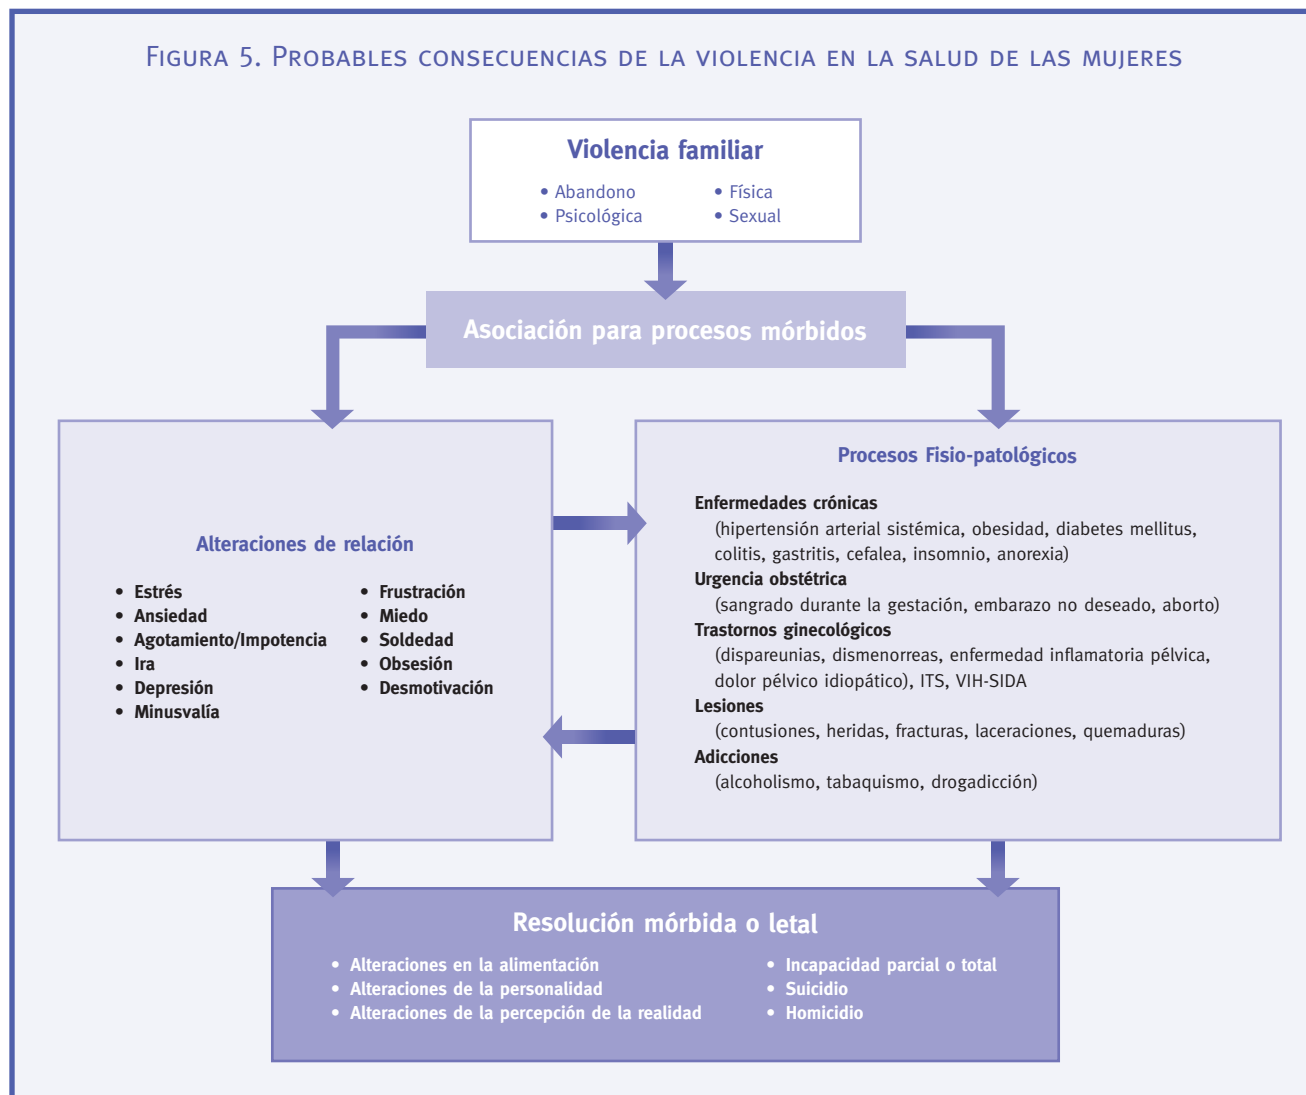 FIGURA 5. PROBABLES CONSECUENCIAS DE LA VIOLENCIA EN LA SALUD DE LAS MUJERES
Violencia familiar
• Abandono
• Psicológica
• Física
• Sexual
Asociación para procesos mórbidos
Alteraciones de relación
• Estrés
• Ansiedad
• Agotamiento/Impotencia
• Ira
• Depresión
• Minusvalía
• Frustración
• Miedo
• Soldedad
• Obsesión
• Desmotivación
Procesos Fisio-patológicos
Enfermedades crónicas
(hipertensión arterial sistémica, obesidad, diabetes mellitus,
colitis, gastritis, cefalea, insomnio, anorexia)
Urgencia obstétrica
(sangrado durante la gestación, embarazo no deseado, aborto)
Trastornos ginecológicos
(dispareunias, dismenorreas, enfermedad inflamatoria pélvica,
dolor pélvico idiopático), ITS, VIH-SIDA
Lesiones
(contusiones, heridas, fracturas, laceraciones, quemaduras)
Adicciones
(alcoholismo, tabaquismo, drogadicción)
Resolución mórbida o letal
• Alteraciones en la alimentación
• Alteraciones de la personalidad
• Alteraciones de la percepción de la realidad
• Incapacidad parcial o total
• Suicidio
• Homicidio